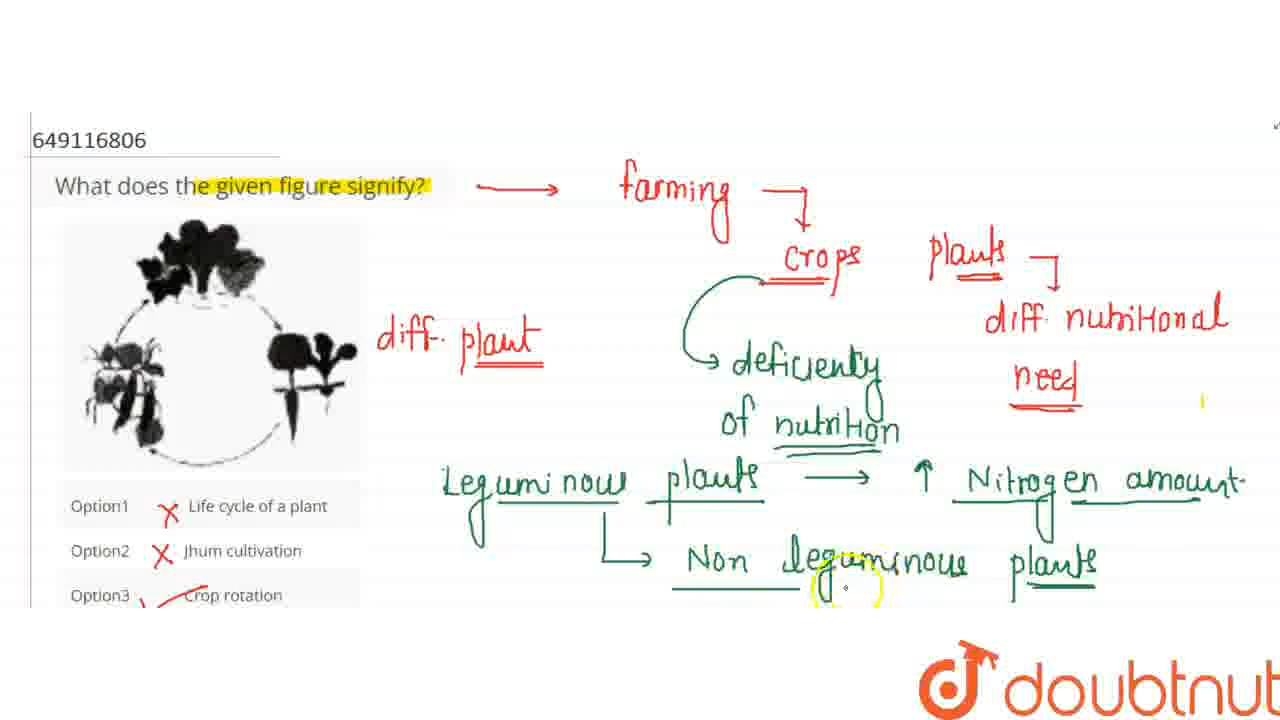 649116806
What does the given figure signify?
farming
crops
plants
diff. nutritional
need
diff. plant
deficienty
of nutrition
Leguminous plants → ↑ Nitrogen amount.
Non leguminous plants
Option1 Life cycle of a plant
Option2 Jhum cultivation
Option3 Crop rotation
doubtnut